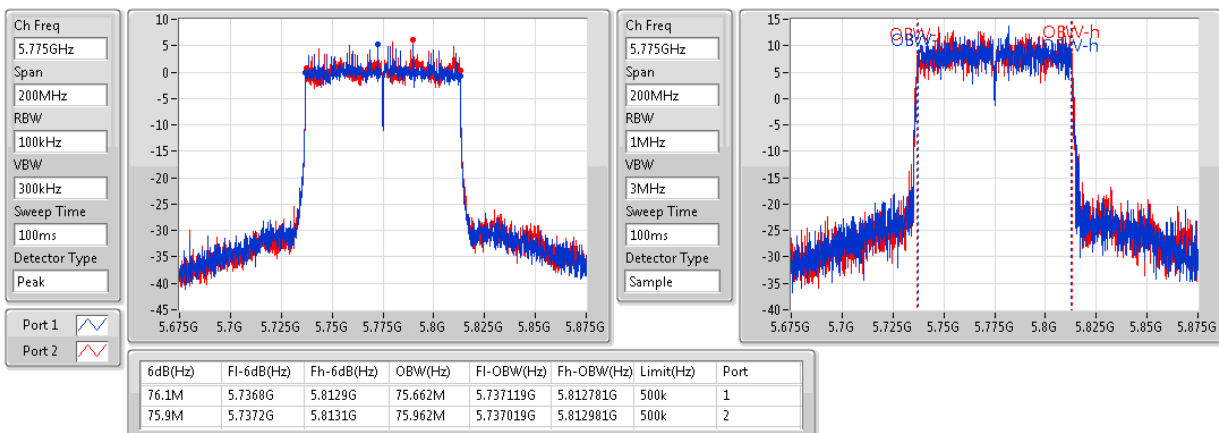 Ch Freq
5.775GHz
Span
200MHz
RBW
100kHz
VBW
300kHz
Sweep Time
100ms
Detector Type
Peak
Port 1
Port 2
10
5
0
-5
-10
-15
-20
-25
-30
-35
-40
-45
5.675G 5.7G 5.725G 5.75G 5.775G 5.8G 5.825G 5.85G 5.875G
Ch Freq
5.775GHz
Span
200MHz
RBW
1MHz
VBW
3MHz
Sweep Time
100ms
Detector Type
Sample
15
10
5
0
-5
-10
-15
-20
-25
-30
-35
-40
OBW-h
5.675G 5.7G 5.725G 5.75G 5.775G 5.8G 5.825G 5.85G 5.875G
6dB(Hz) Fl-6dB(Hz) Fh-6dB(Hz) OBW(Hz) Fl-OBW(Hz) Fh-OBW(Hz) Limit(Hz) Port
76.1M 5.7368G 5.8129G 75.662M 5.737119G 5.812781G 500k 1
75.9M 5.7372G 5.8131G 75.962M 5.737019G 5.812981G 500k 2